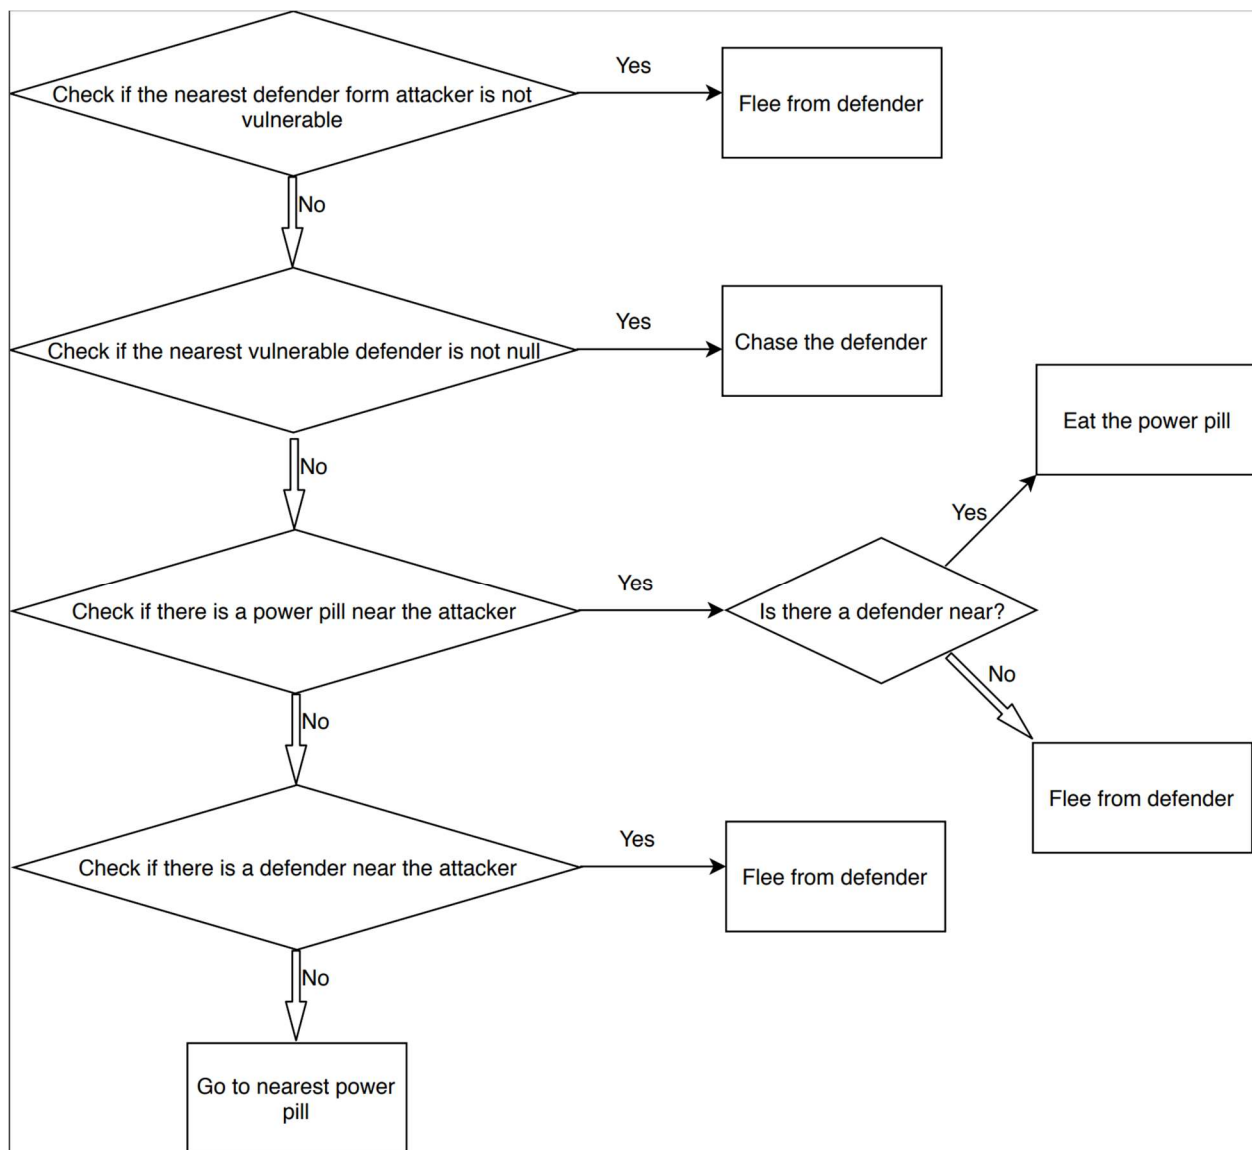 Yes
Check if the nearest defender form attacker is not
vulnerable
Flee from defender
No
Yes
Check if the nearest vulnerable defender is not null
Chase the defender
Eat the power pill
No
Yes
Yes
Check if there is a power pill near the attacker
Is there a defender near?
No
No
Flee from defender
Yes
Check if there is a defender near the attacker
Flee from defender
No
Go to nearest power
pill